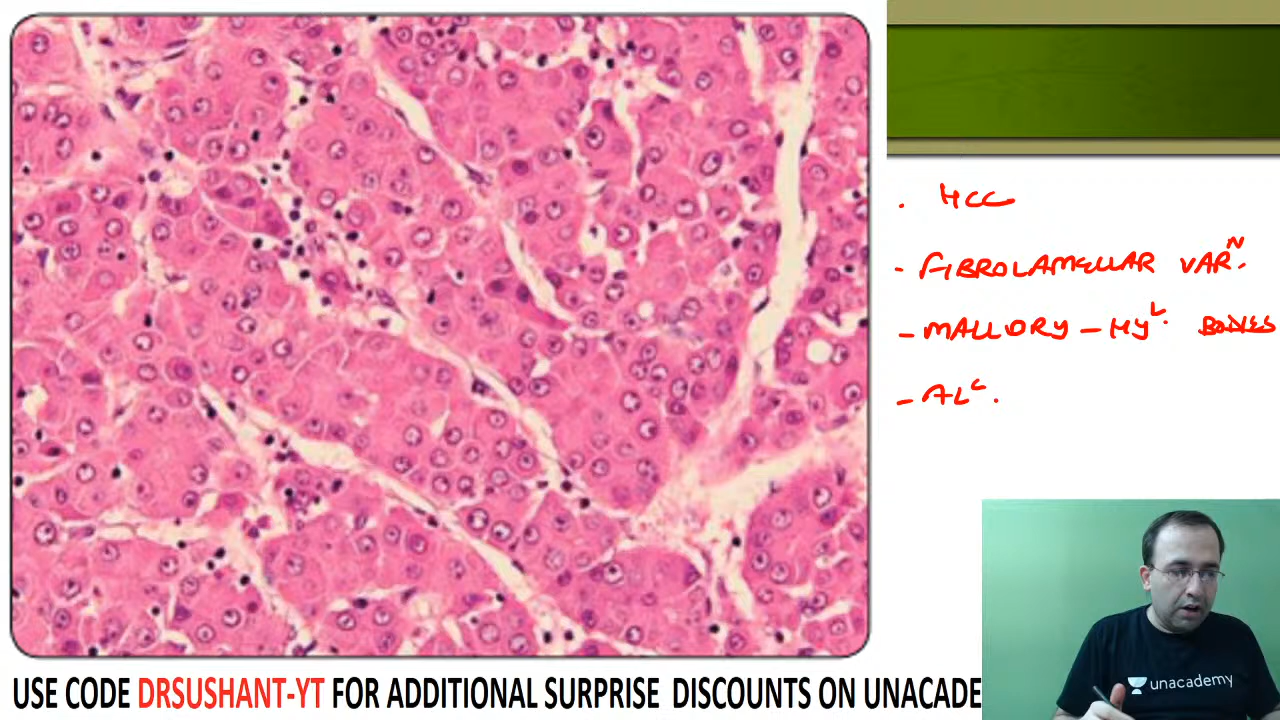 . HCC
- FIBROLAMELLAR VARᴺ.
- MALLORY - HYᴸ. BODIES
- ALᶜ.
unacademy
USE CODE DRSUSHANT-YT FOR ADDITIONAL SURPRISE DISCOUNTS ON UNACADE